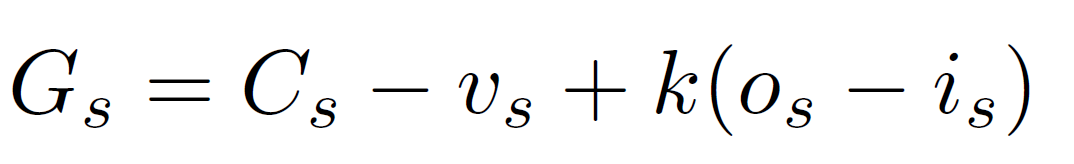 G_s = C_s − v_s + k(o_s − i_s)